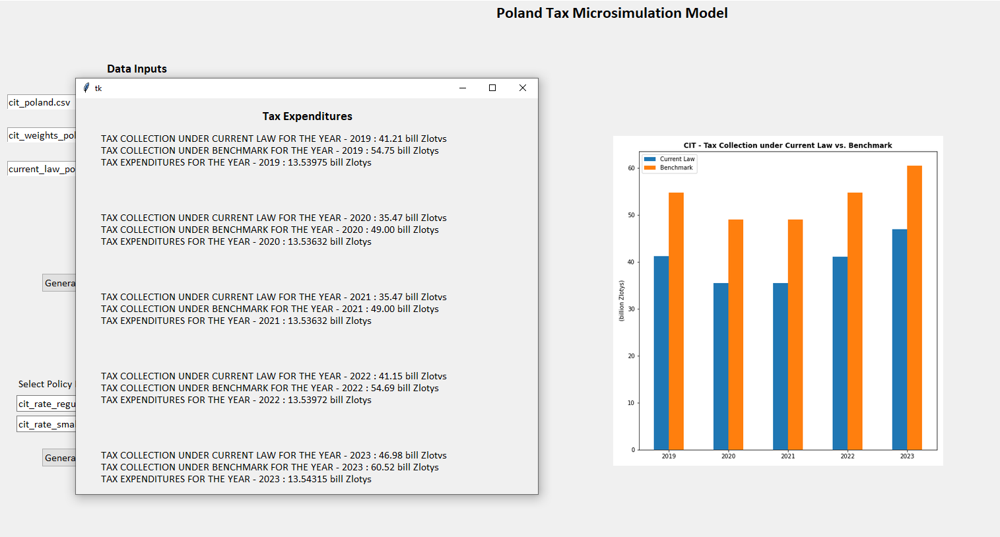 Poland Tax Microsimulation Model
Data Inputs
cit_poland.csv
cit_weights_pol
current_law_po
Genera
Select Policy
cit_rate_regu
cit_rate_smal
Genera
tk
Tax Expenditures
TAX COLLECTION UNDER CURRENT LAW FOR THE YEAR - 2019 : 41.21 bill Zlotys
TAX COLLECTION UNDER BENCHMARK FOR THE YEAR - 2019 : 54.75 bill Zlotys
TAX EXPENDITURES FOR THE YEAR - 2019 : 13.53975 bill Zlotys
TAX COLLECTION UNDER CURRENT LAW FOR THE YEAR - 2020 : 35.47 bill Zlotys
TAX COLLECTION UNDER BENCHMARK FOR THE YEAR - 2020 : 49.00 bill Zlotys
TAX EXPENDITURES FOR THE YEAR - 2020 : 13.53632 bill Zlotys
TAX COLLECTION UNDER CURRENT LAW FOR THE YEAR - 2021 : 35.47 bill Zlotys
TAX COLLECTION UNDER BENCHMARK FOR THE YEAR - 2021 : 49.00 bill Zlotys
TAX EXPENDITURES FOR THE YEAR - 2021 : 13.53632 bill Zlotys
TAX COLLECTION UNDER CURRENT LAW FOR THE YEAR - 2022 : 41.15 bill Zlotys
TAX COLLECTION UNDER BENCHMARK FOR THE YEAR - 2022 : 54.69 bill Zlotys
TAX EXPENDITURES FOR THE YEAR - 2022 : 13.53972 bill Zlotys
TAX COLLECTION UNDER CURRENT LAW FOR THE YEAR - 2023 : 46.98 bill Zlotys
TAX COLLECTION UNDER BENCHMARK FOR THE YEAR - 2023 : 60.52 bill Zlotys
TAX EXPENDITURES FOR THE YEAR - 2023 : 13.54315 bill Zlotys
CIT - Tax Collection under Current Law vs. Benchmark
Current Law
Benchmark
(billion Zlotys)
60
50
40
30
20
10
0
2019 2020 2021 2022 2023